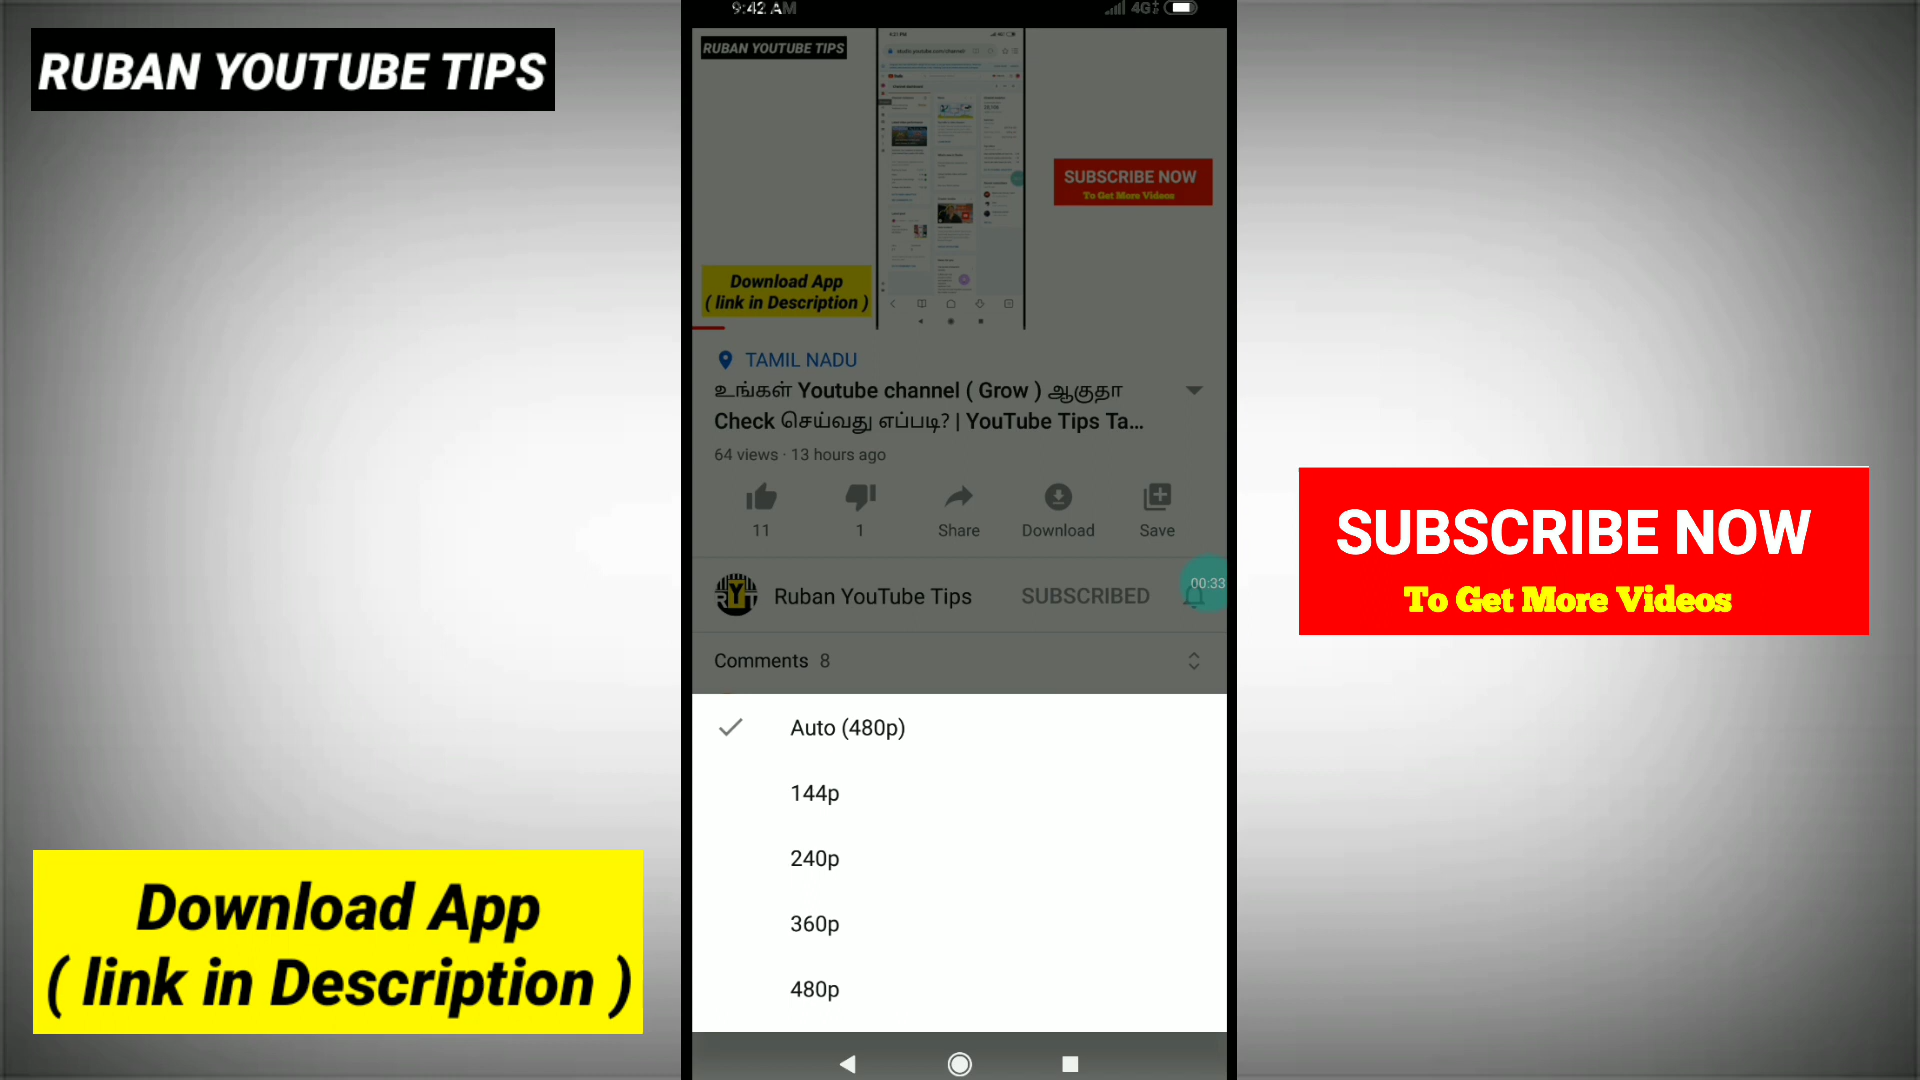 RUBAN YOUTUBE TIPS
9:42 AM
4G
RUBAN YOUTUBE TIPS
SUBSCRIBE NOW
To Get More Videos
Download App
( link in Description )
TAMIL NADU
உங்கள் Youtube channel ( Grow ) ஆகுதா
Check செய்வது எப்படி? | YouTube Tips Ta...
64 views · 13 hours ago
11
1
Share
Download
Save
Ruban YouTube Tips
SUBSCRIBED
00:33
Comments 8
Auto (480p)
144p
240p
360p
480p
SUBSCRIBE NOW
To Get More Videos
Download App
( link in Description )